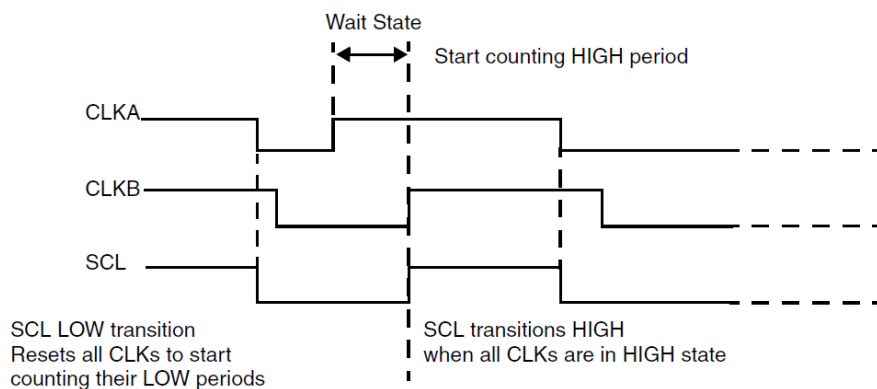 Wait State
Start counting HIGH period
CLKA
CLKB
SCL
SCL LOW transition
Resets all CLKs to start
counting their LOW periods
SCL transitions HIGH
when all CLKs are in HIGH state